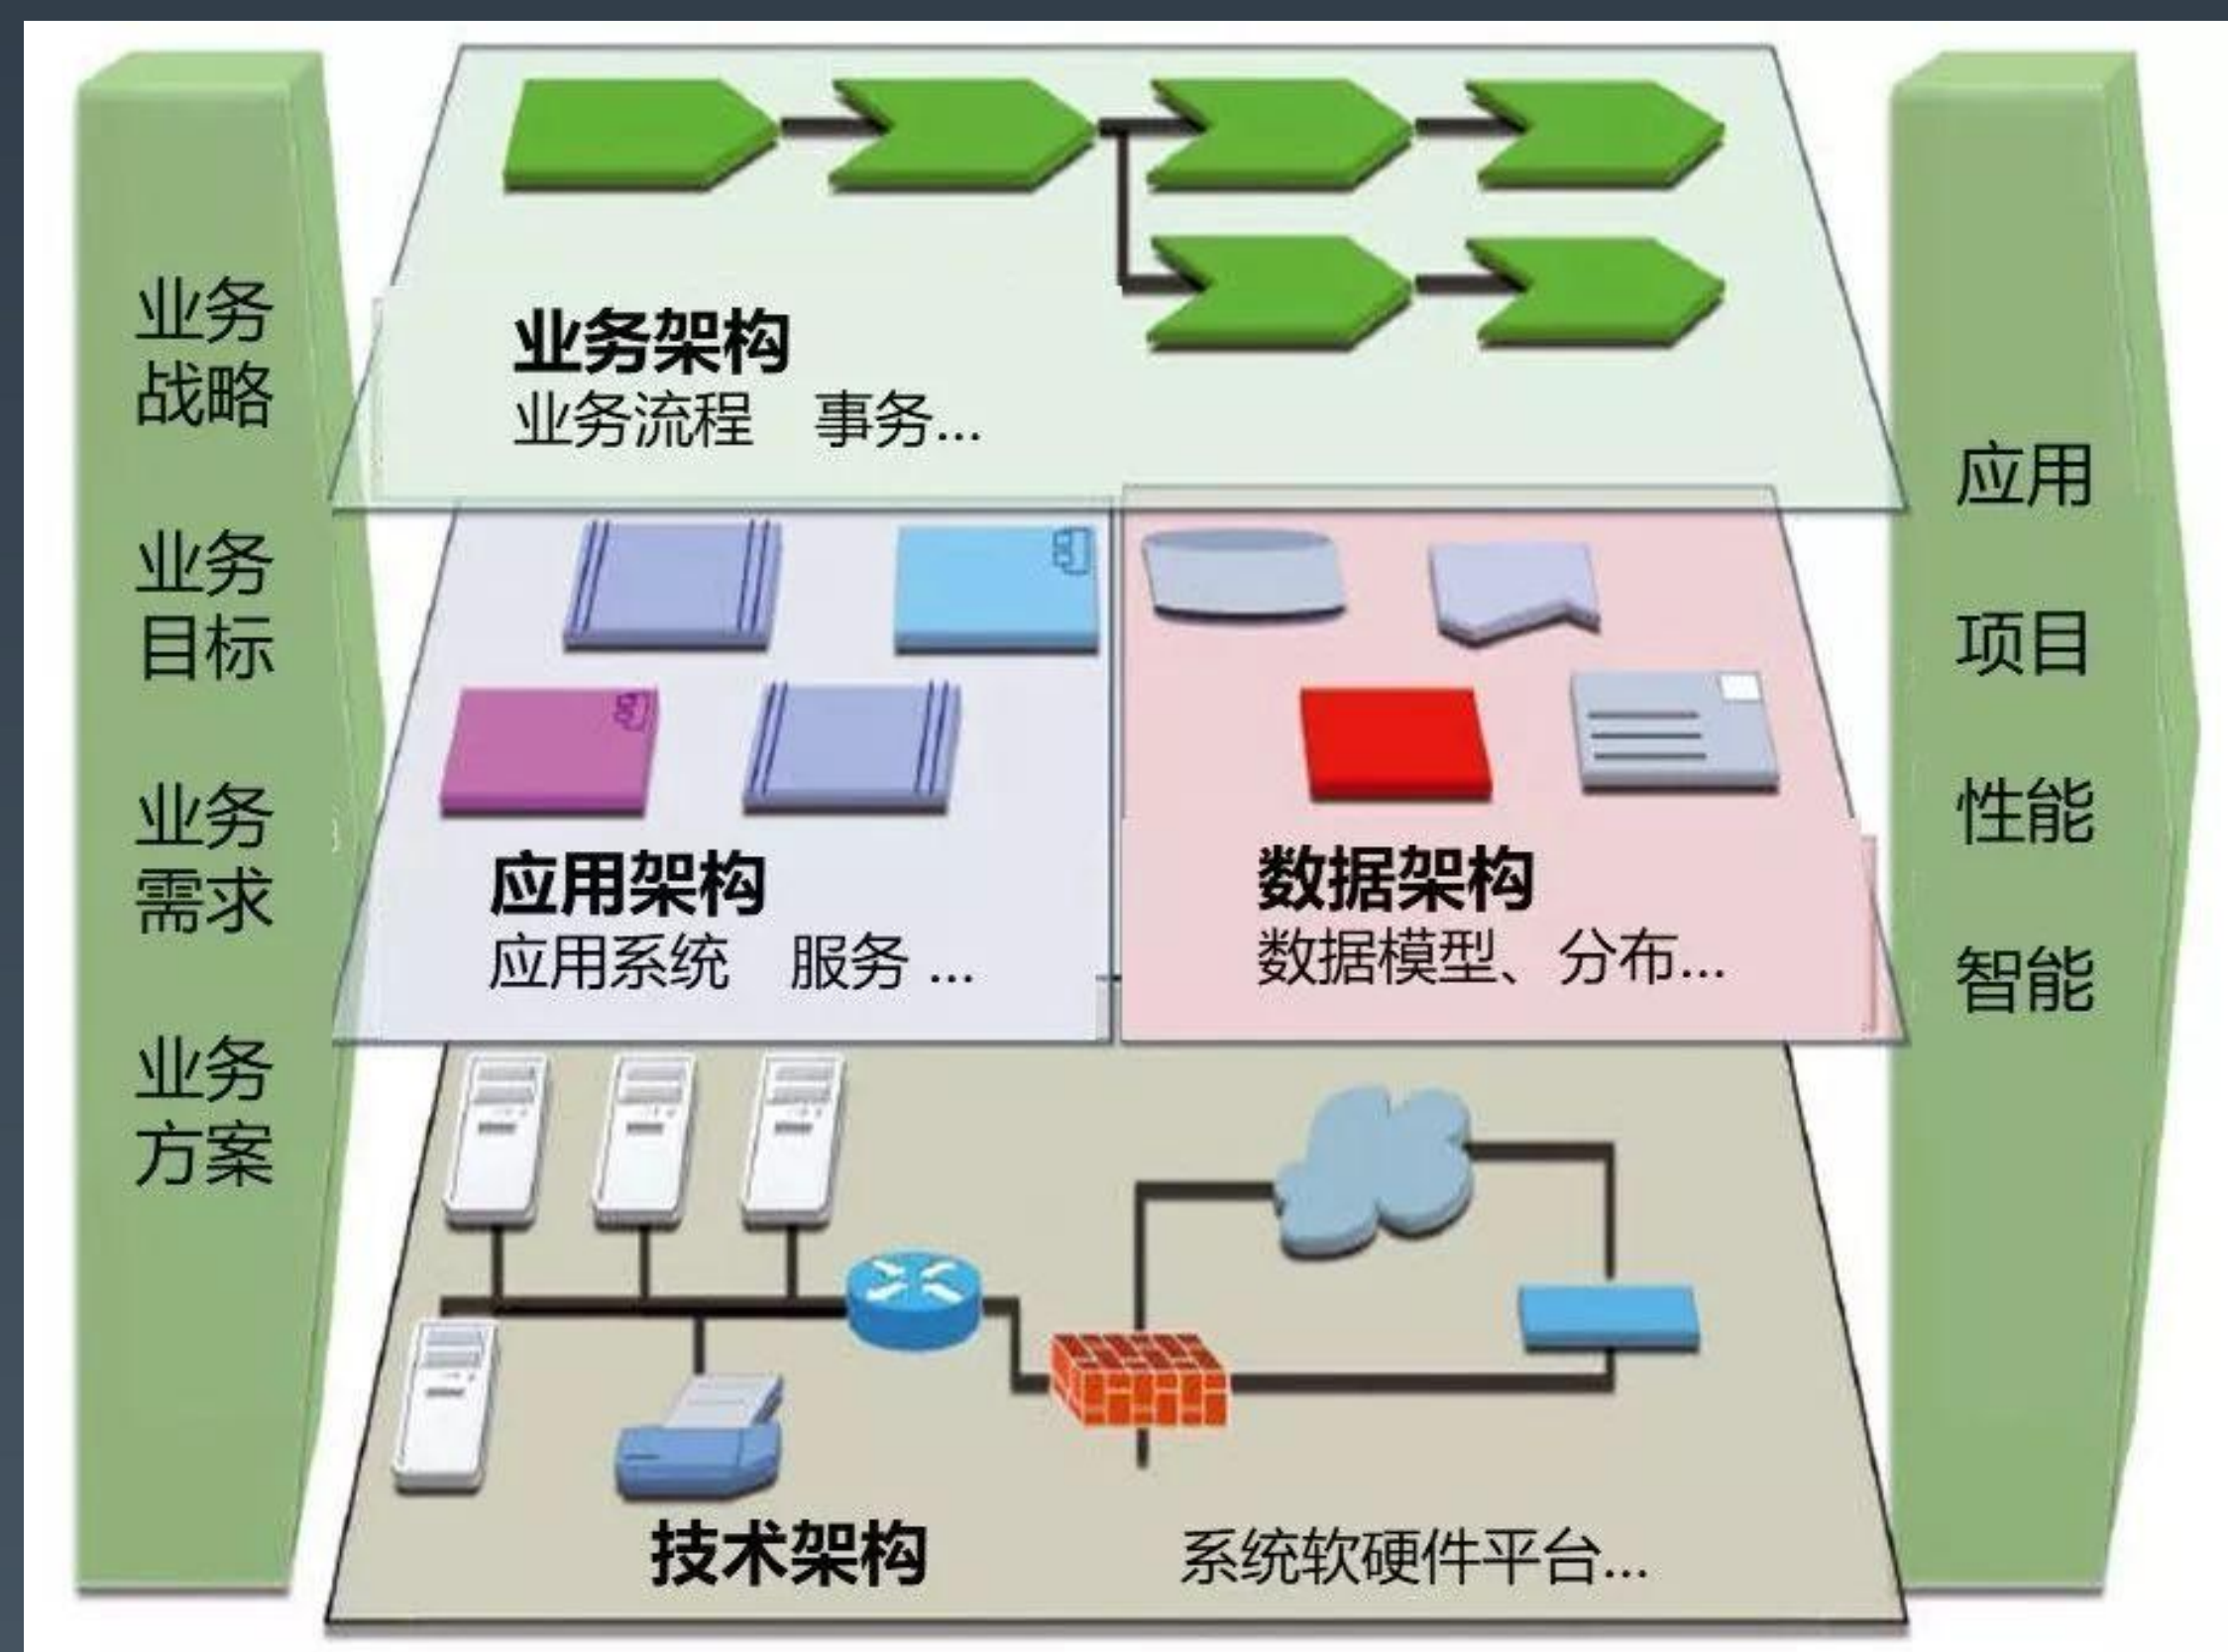 业务
战略
业务
目标
业务
需求
业务
方案
业务架构
业务流程 事务...
应用架构
应用系统 服务 ...
数据架构
数据模型、分布...
技术架构
系统软硬件平台...
应用
项目
性能
智能